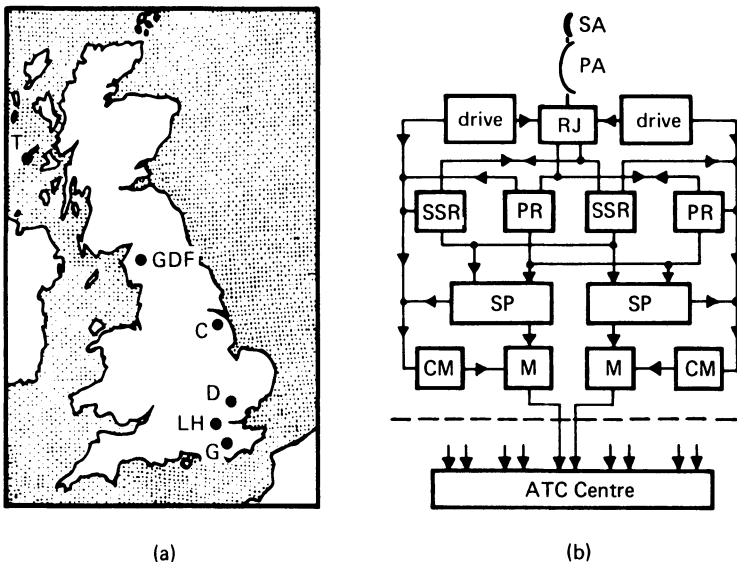 T
GDF
C
D
LH
G
(a)
SA
PA
drive
RJ
drive
SSR
PR
SSR
PR
SP
SP
CM
M
M
CM
ATC Centre
(b)